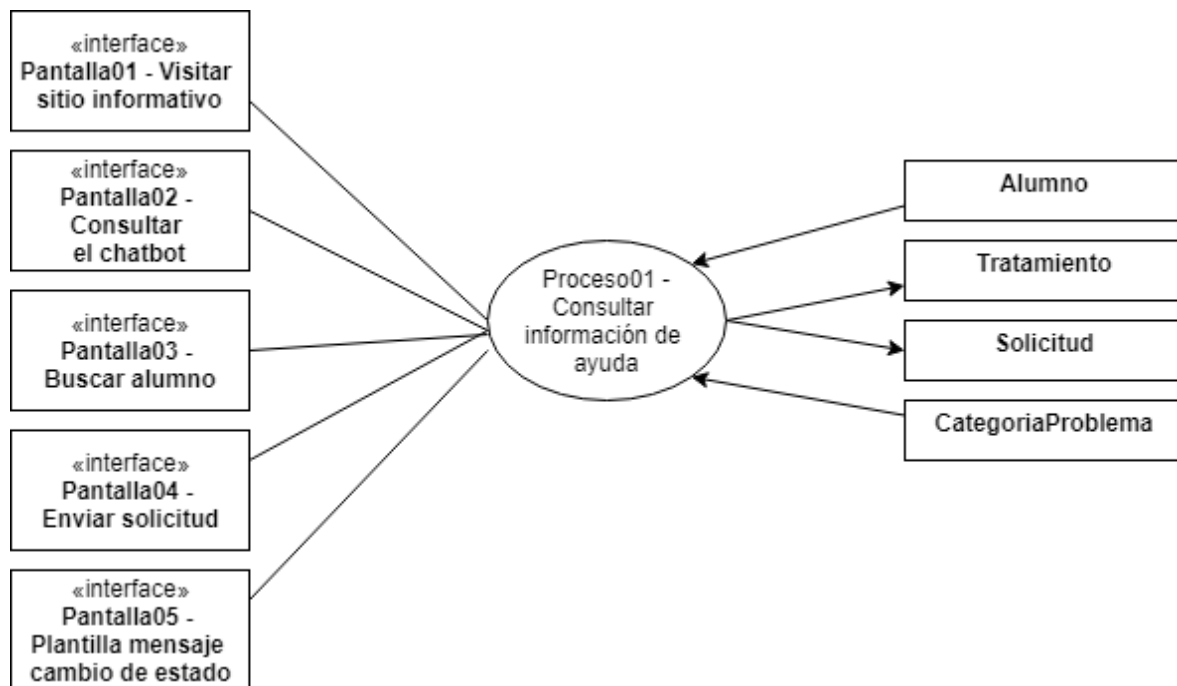 «interface»
Pantalla01 - Visitar
sitio informativo
«interface»
Pantalla02 -
Consultar
el chatbot
«interface»
Pantalla03 -
Buscar alumno
«interface»
Pantalla04 -
Enviar solicitud
«interface»
Pantalla05 -
Plantilla mensaje
cambio de estado
Proceso01 -
Consultar
información de
ayuda
Alumno
Tratamiento
Solicitud
CategoriaProblema